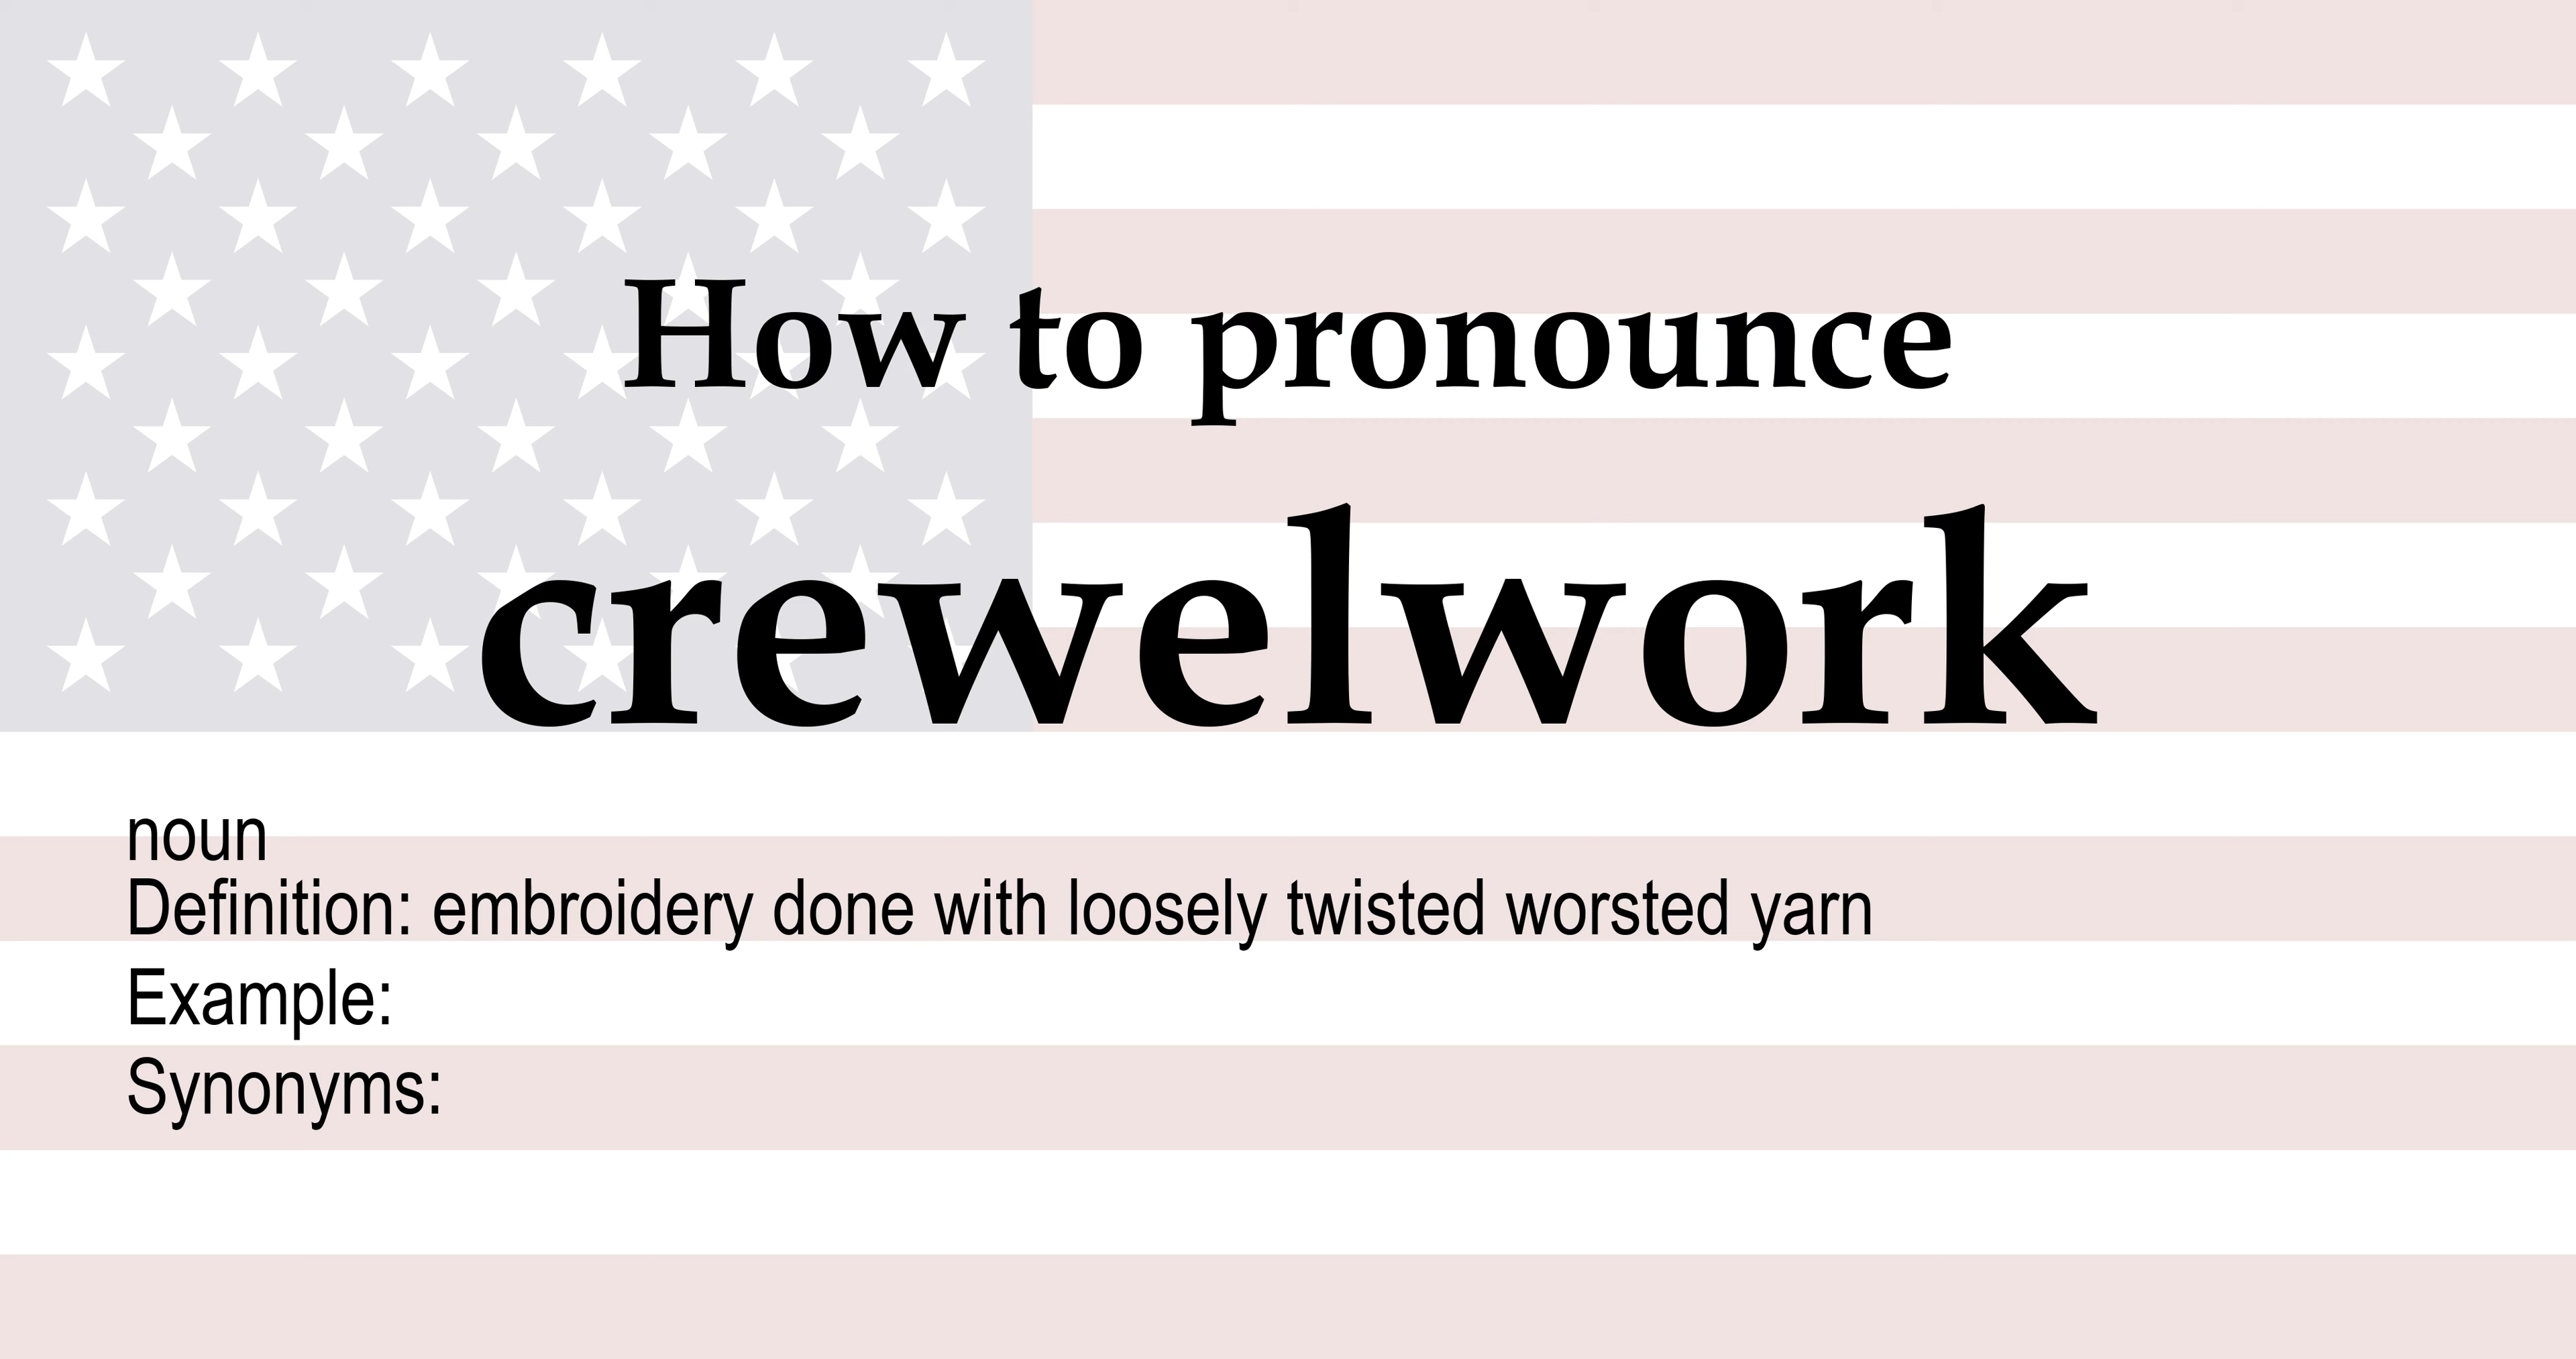 How to pronounce
crewelwork
noun
Definition: embroidery done with loosely twisted worsted yarn
Example:
Synonyms: